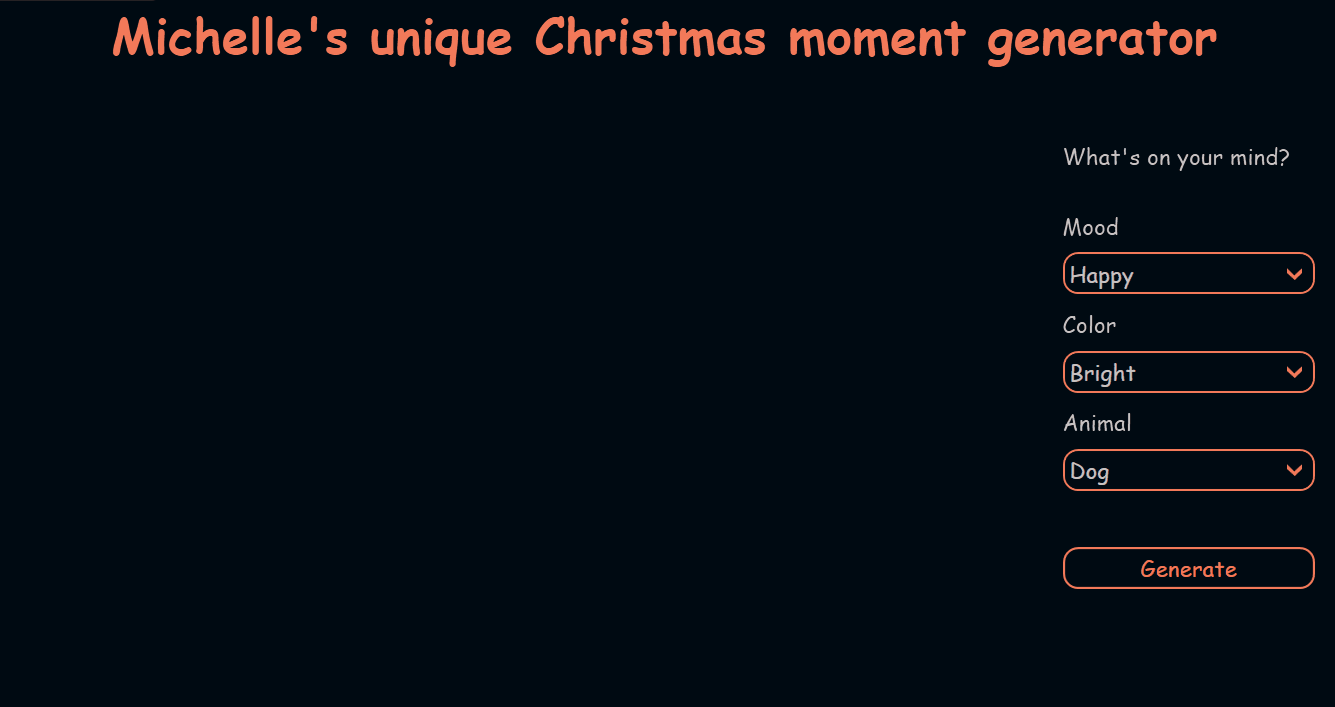 Michelle's unique Christmas moment generator
What's on your mind?
Mood
Happy
Color
Bright
Animal
Dog
Generate